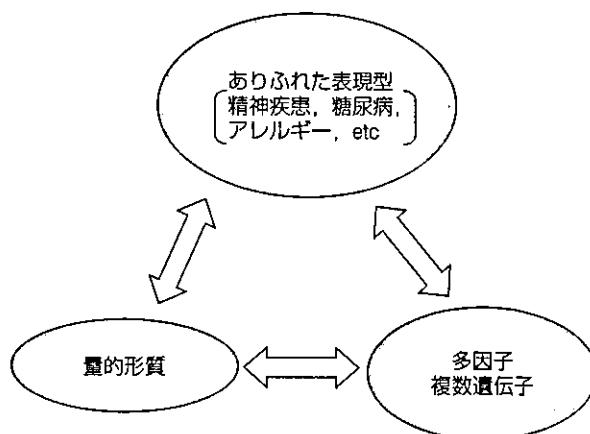 ありふれた表現型
精神疾患，糖尿病，
アレルギー，etc
量的形質
多因子
複数遺伝子